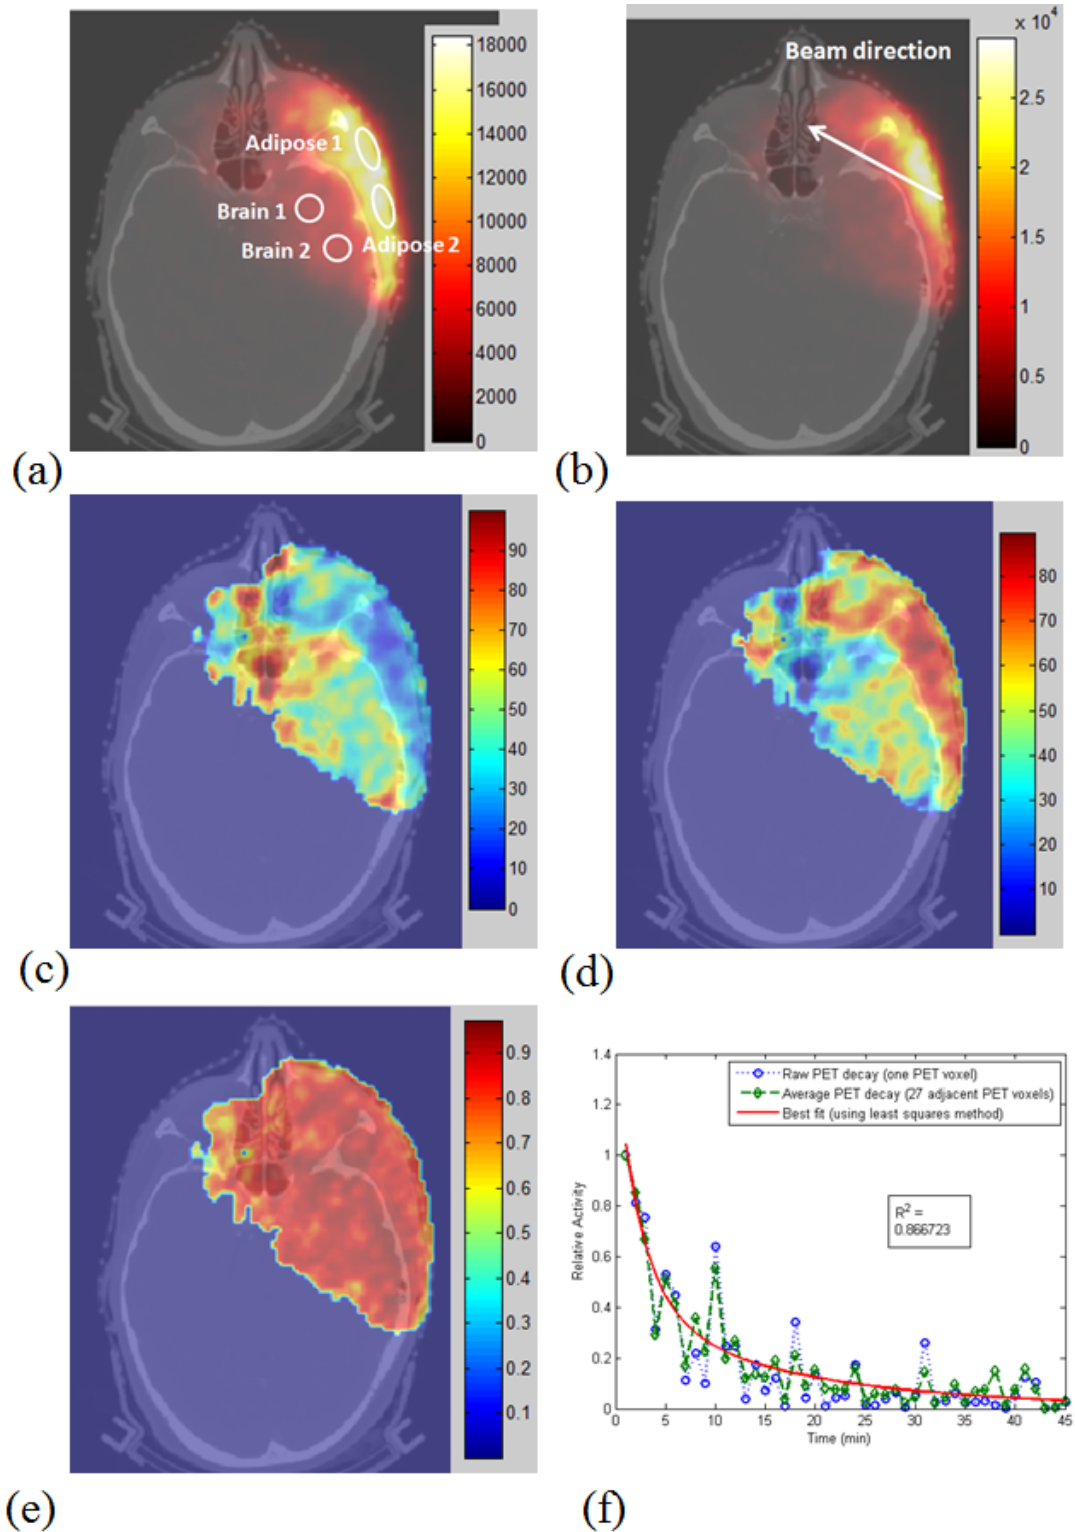 Adipose 1
Brain 1
Brain 2
Adipose 2
18000
16000
14000
12000
10000
8000
6000
4000
2000
0
(a)
x 10^4
Beam direction
2.5
2
1.5
1
0.5
0
(b)
90
80
70
60
50
40
30
20
10
0
(c)
80
70
60
50
40
30
20
10
(d)
0.9
0.8
0.7
0.6
0.5
0.4
0.3
0.2
0.1
(e)
1.4
1.2
1
0.8
0.6
0.4
0.2
0
Relative Activity
Raw PET decay (one PET voxel)
Average PET decay (27 adjacent PET voxels)
Best fit (using least squares method)
R² =
0.866723
0 5 10 15 20 25 30 35 40 45
Time (min)
(f)